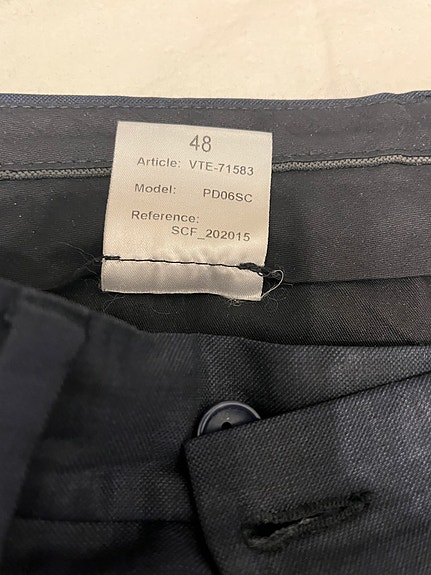 48
Article: VTE-71583
Model: PD06SC
Reference:
SCF_202015